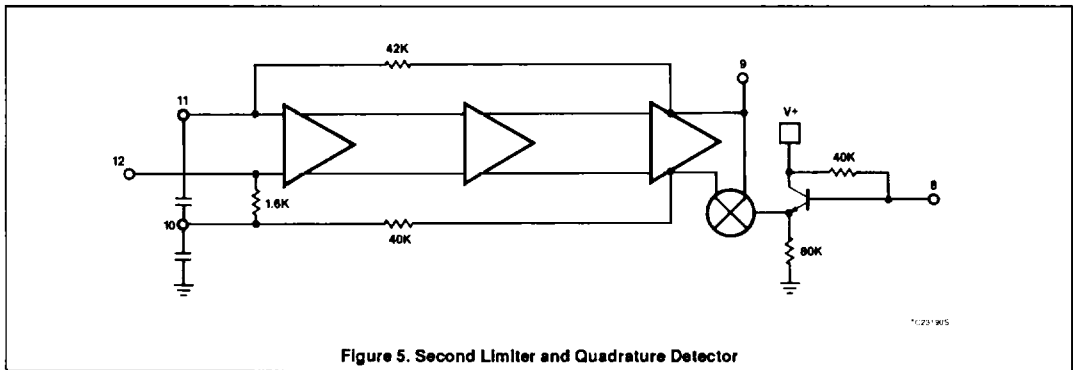 42K
9
11
V+
12
40K
8
1.6K
10
40K
80K
Figure 5. Second Limiter and Quadrature Detector